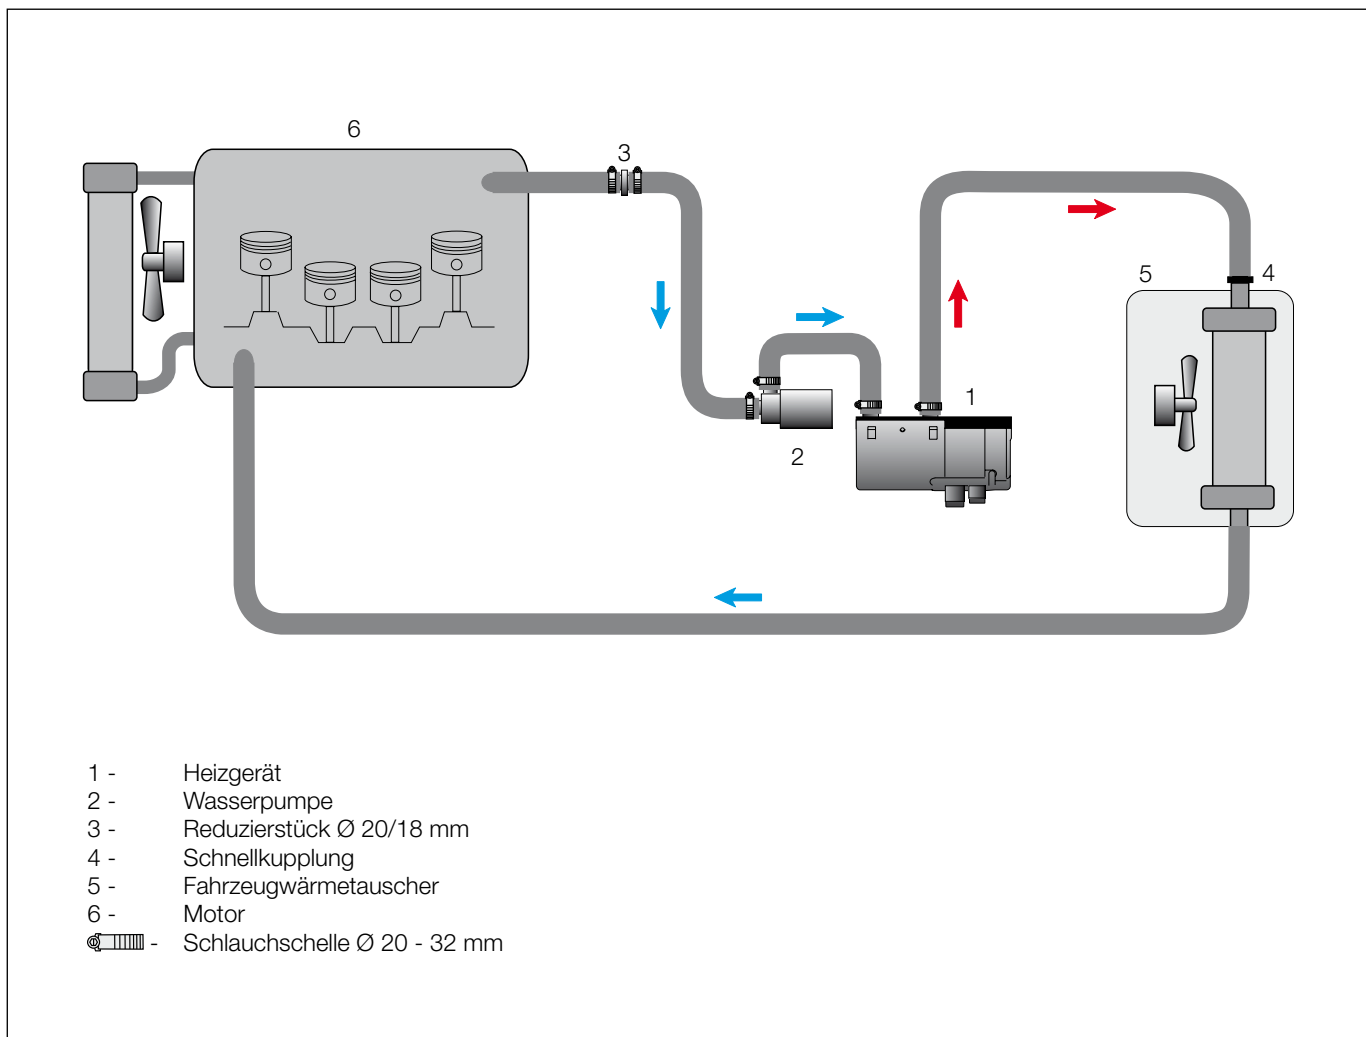 6
3
5
4
1
2
1 - Heizgerät
2 - Wasserpumpe
3 - Reduzierstück Ø 20/18 mm
4 - Schnellkupplung
5 - Fahrzeugwärmetauscher
6 - Motor
- Schlauchschelle Ø 20 - 32 mm